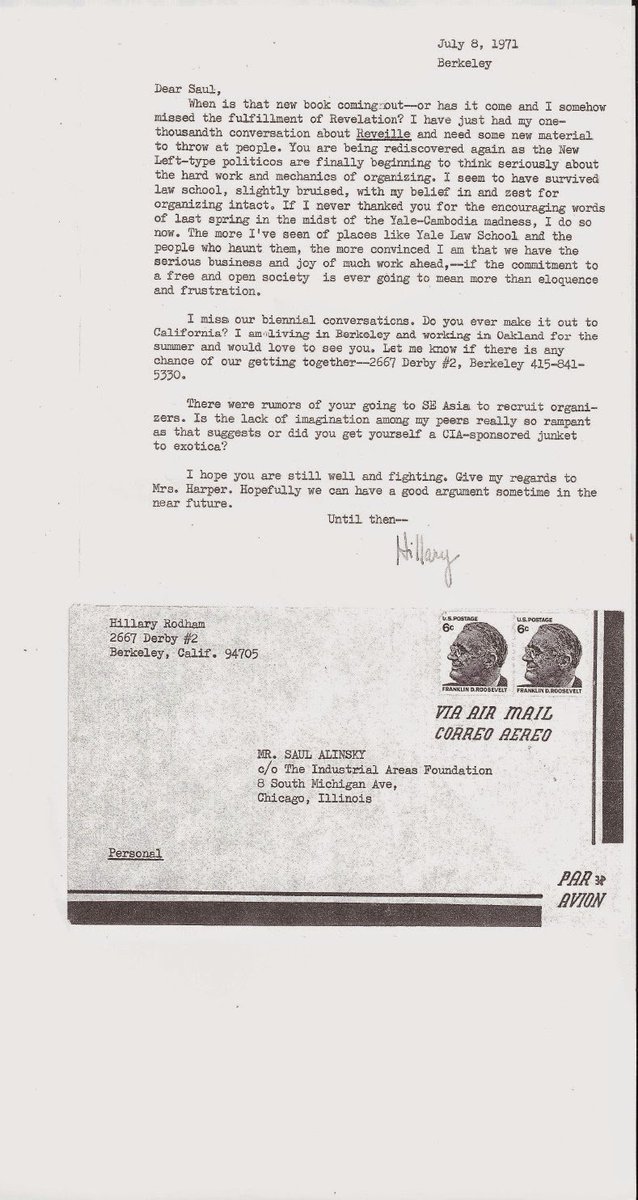 July 8, 1971
Berkeley
Dear Saul,
When is that new book coming out--or has it come and I somehow
missed the fulfillment of Revelation? I have just had my one-
thousandth conversation about Reveille and need some new material
to throw at people. You are being rediscovered again as the New
Left-type politicos are finally beginning to think seriously about
the hard work and mechanics of organizing. I seem to have survived
law school, slightly bruised, with my belief in and zest for
organizing intact. If I never thanked you for the encouraging words
of last spring in the midst of the Yale-Cambodia madness, I do so
now. The more I've seen of places like Yale Law School and the
people who haunt them, the more convinced I am that we have the
serious business and joy of much work ahead,--if the commitment to
a free and open society is ever going to mean more than eloquence
and frustration.
I miss our biennial conversations. Do you ever make it out to
California? I am living in Berkeley and working in Oakland for the
summer and would love to see you. Let me know if there is any
chance of our getting together--2667 Derby #2, Berkeley 415-841-
5330.
There were rumors of your going to SE Asia to recruit organi-
zers. Is the lack of imagination among my peers really so rampant
as that suggests or did you get yourself a CIA-sponsored junket
to exotica?
I hope you are still well and fighting. Give my regards to
Mrs. Harper. Hopefully we can have a good argument sometime in the
near future.
Until then--
Hillary
Hillary Rodham
2667 Derby #2
Berkeley, Calif. 94705
U.S. POSTAGE
6c
FRANKLIN D. ROOSEVELT
U.S. POSTAGE
6c
FRANKLIN D. ROOSEVELT
VIA AIR MAIL
CORREO AEREO
MR. SAUL ALINSKY
c/o The Industrial Areas Foundation
8 South Michigan Ave,
Chicago, Illinois
Personal
PAR
AVION